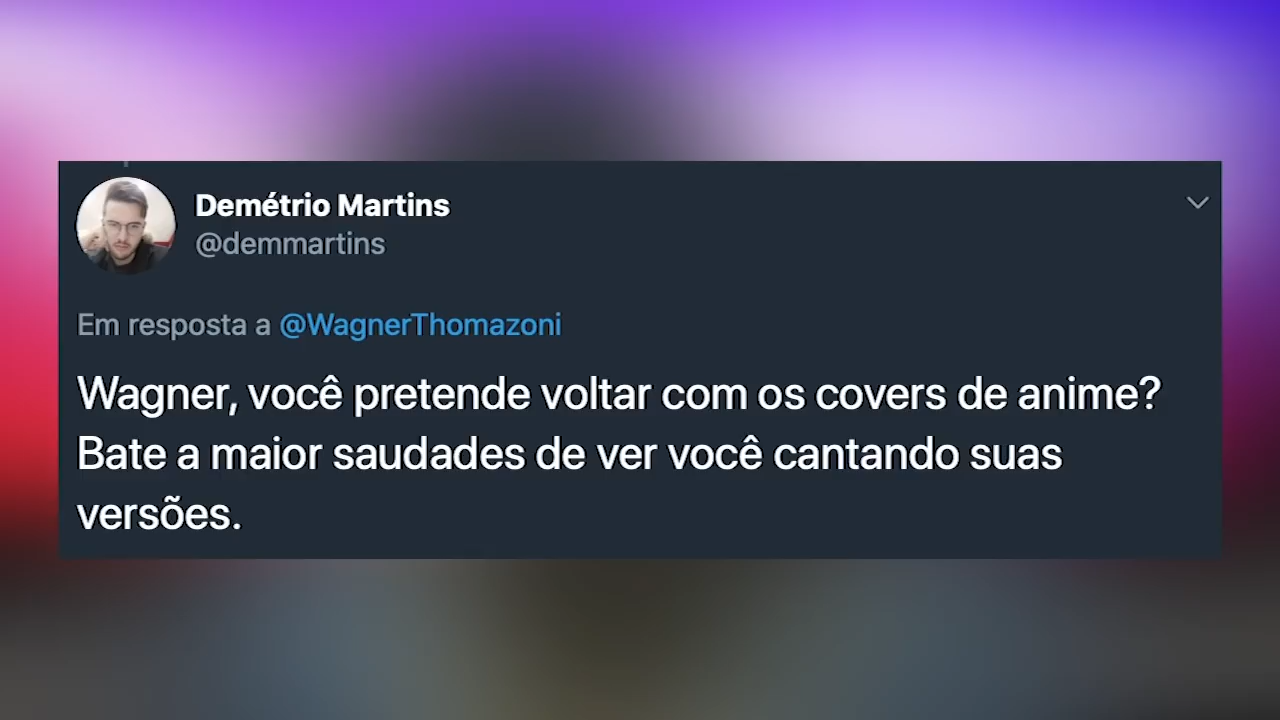 Demétrio Martins
@demmartins
Em resposta a @WagnerThomazoni
Wagner, você pretende voltar com os covers de anime?
Bate a maior saudades de ver você cantando suas
versões.